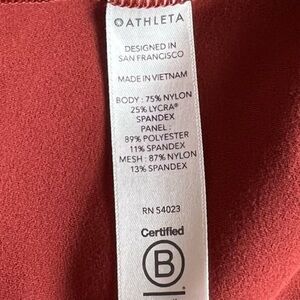 ATHLETA
DESIGNED IN
SAN FRANCISCO
MADE IN VIETNAM
BODY : 75% NYLON
25% LYCRA®
SPANDEX
PANEL :
89% POLYESTER
11% SPANDEX
MESH : 87% NYLON
13% SPANDEX
RN 54023
Certified
B